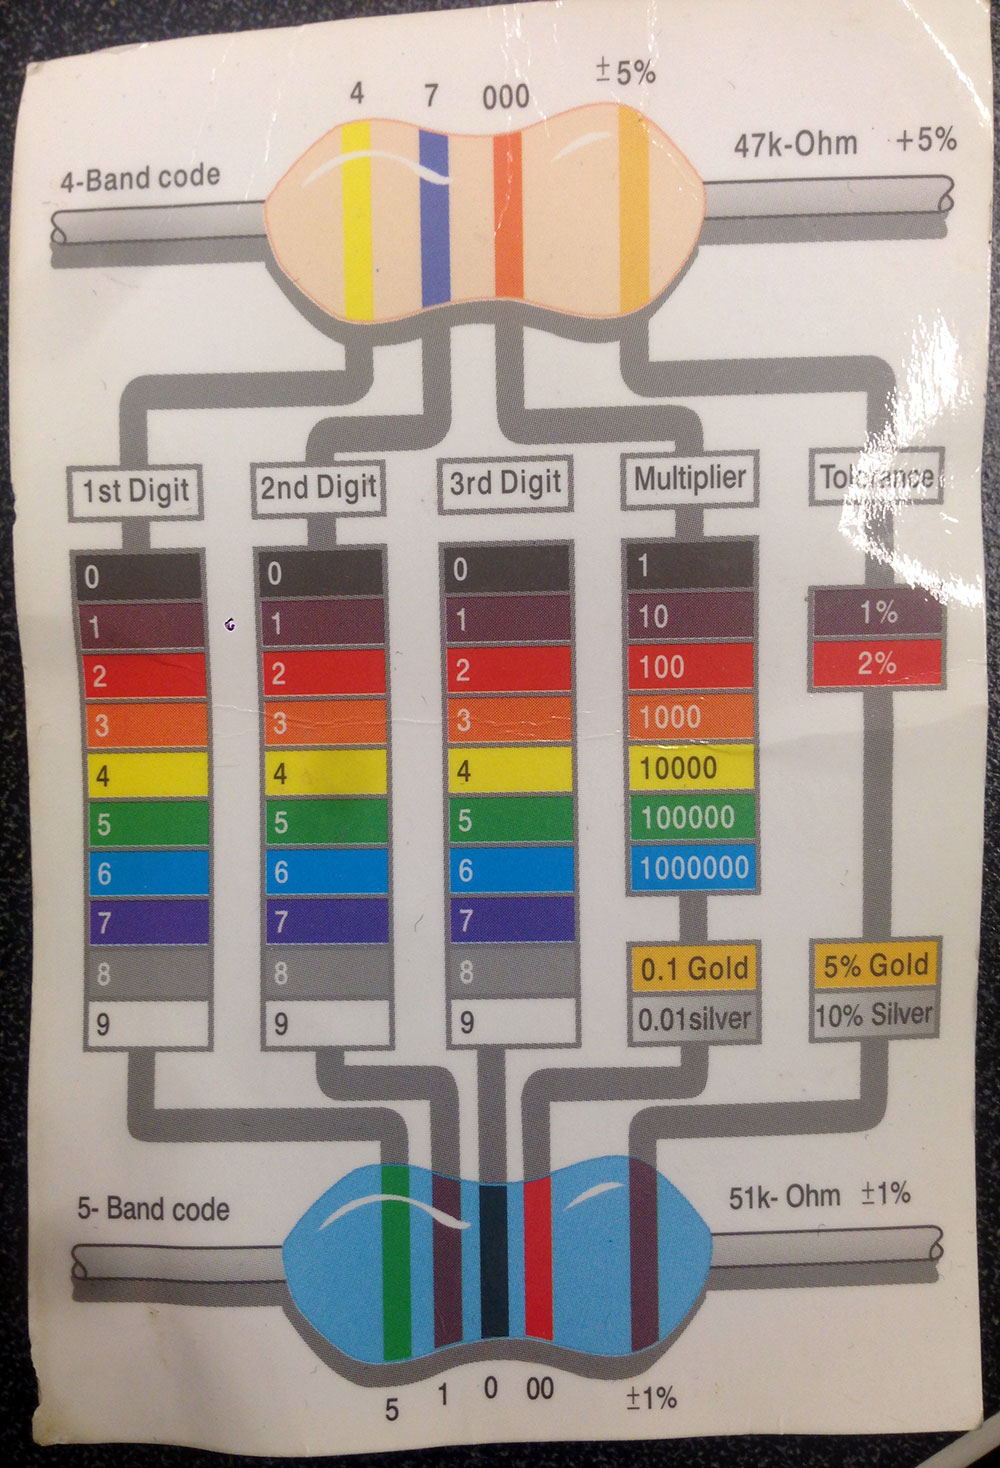 4 7 000 ±5%
4-Band code
47k-Ohm +5%
1st Digit
2nd Digit
3rd Digit
Multiplier
Tolerance
0 0 0 1
1 1 1 10 1%
2 2 2 100 2%
3 3 3 1000
4 4 4 10000
5 5 5 100000
6 6 6 1000000
7 7 7
8 8 8 0.1 Gold 5% Gold
9 9 9 0.01silver 10% Silver
5- Band code
51k- Ohm ±1%
5 1 0 00 ±1%